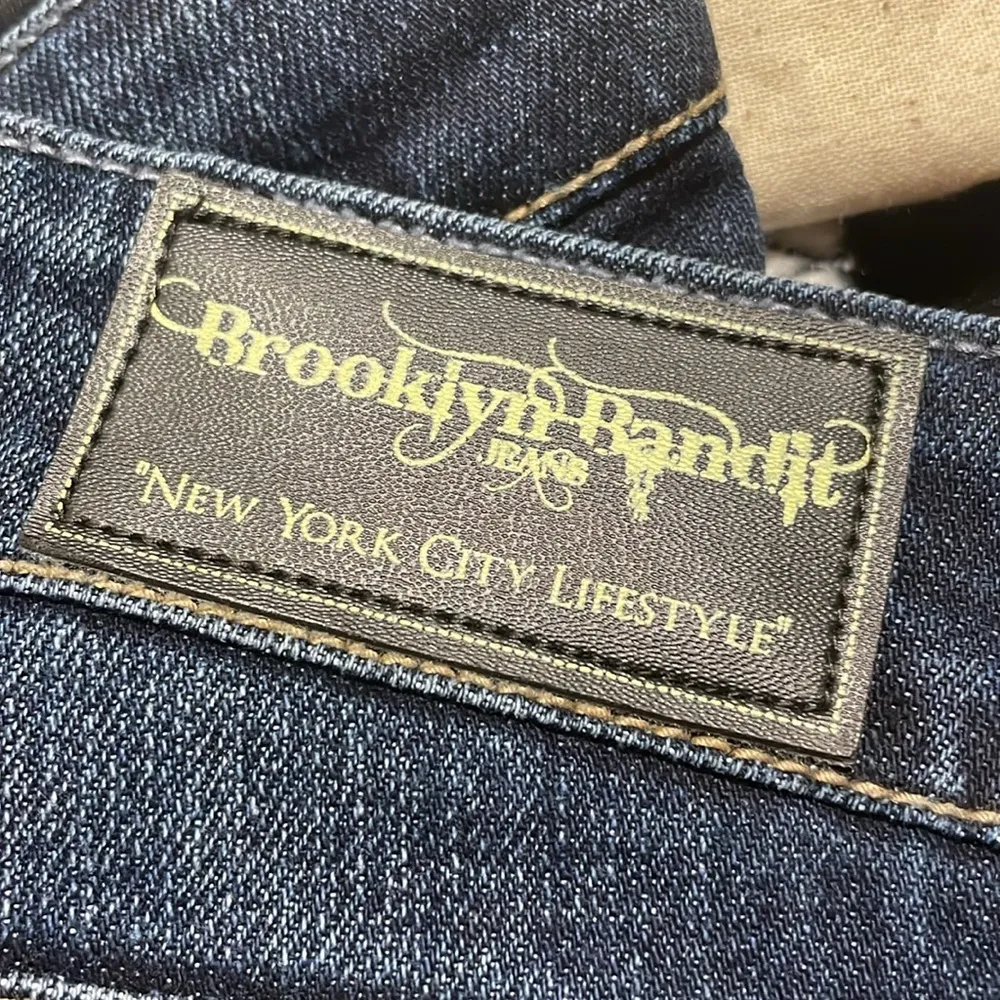 Brooklyn Bandit
JEANS
"NEW YORK CITY LIFESTYLE"